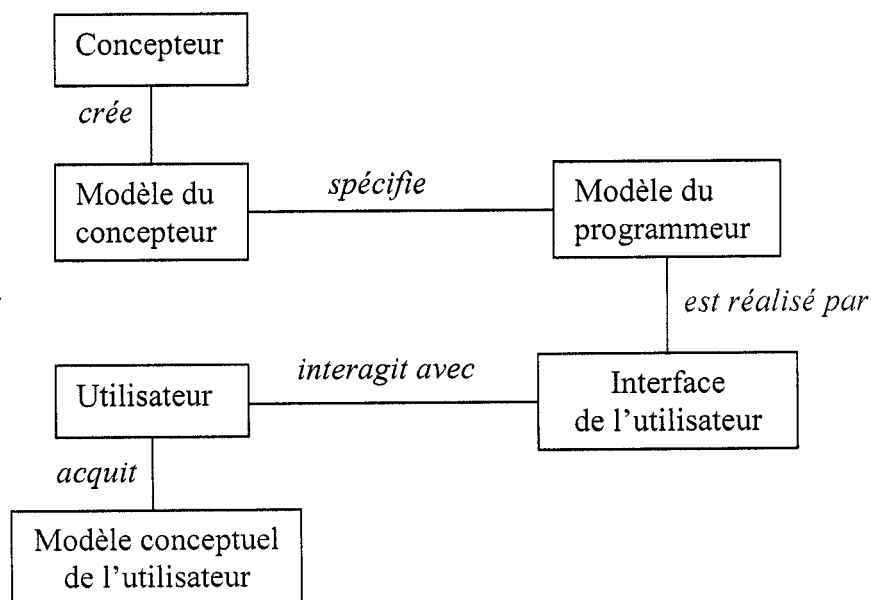 Concepteur
crée
Modèle du
concepteur
spécifie
Modèle du
programmeur
est réalisé par
Interface
de l'utilisateur
interagit avec
Utilisateur
acquit
Modèle conceptuel
de l'utilisateur